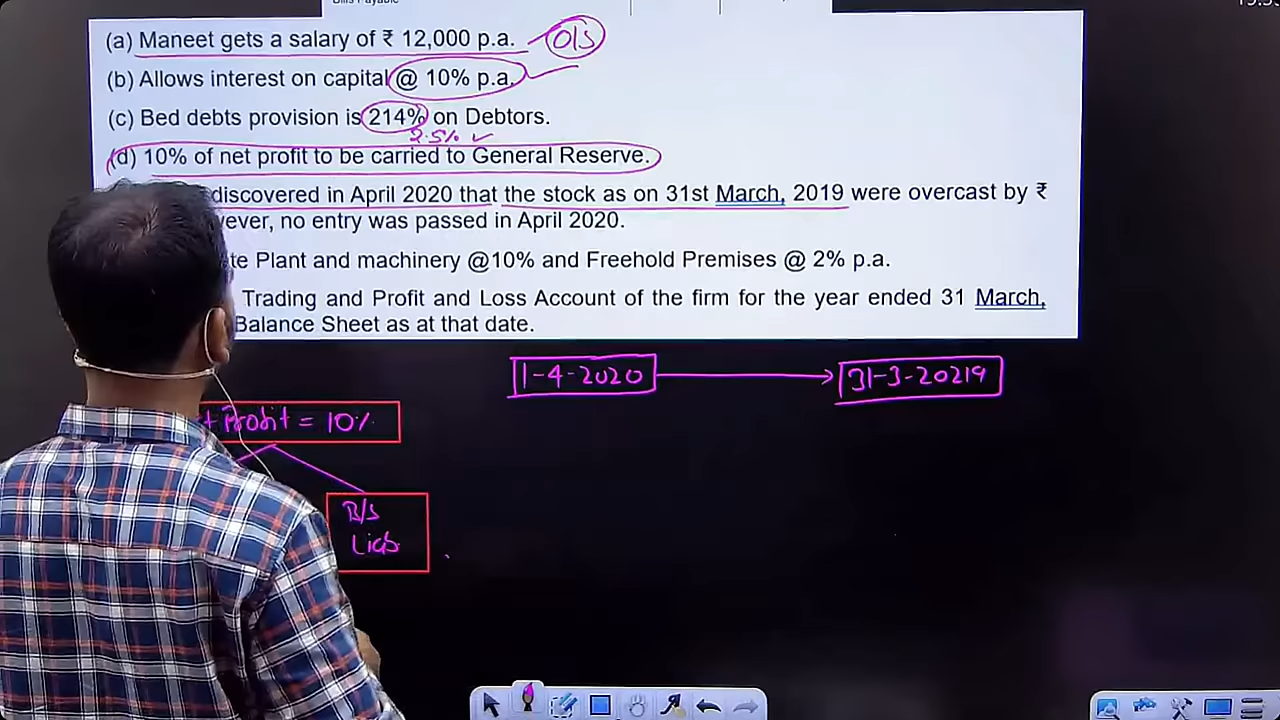 Bills Payable
(a) Maneet gets a salary of ₹ 12,000 p.a. O/S
(b) Allows interest on capital @ 10% p.a.
(c) Bed debts provision is 214% on Debtors.
2.5%
(d) 10% of net profit to be carried to General Reserve.
discovered in April 2020 that the stock as on 31st March, 2019 were overcast by ₹
ever, no entry was passed in April 2020.
te Plant and machinery @10% and Freehold Premises @ 2% p.a.
Trading and Profit and Loss Account of the firm for the year ended 31 March,
Balance Sheet as at that date.
1-4-2020 31-3-20219
Profit = 10%
B/S
Liab